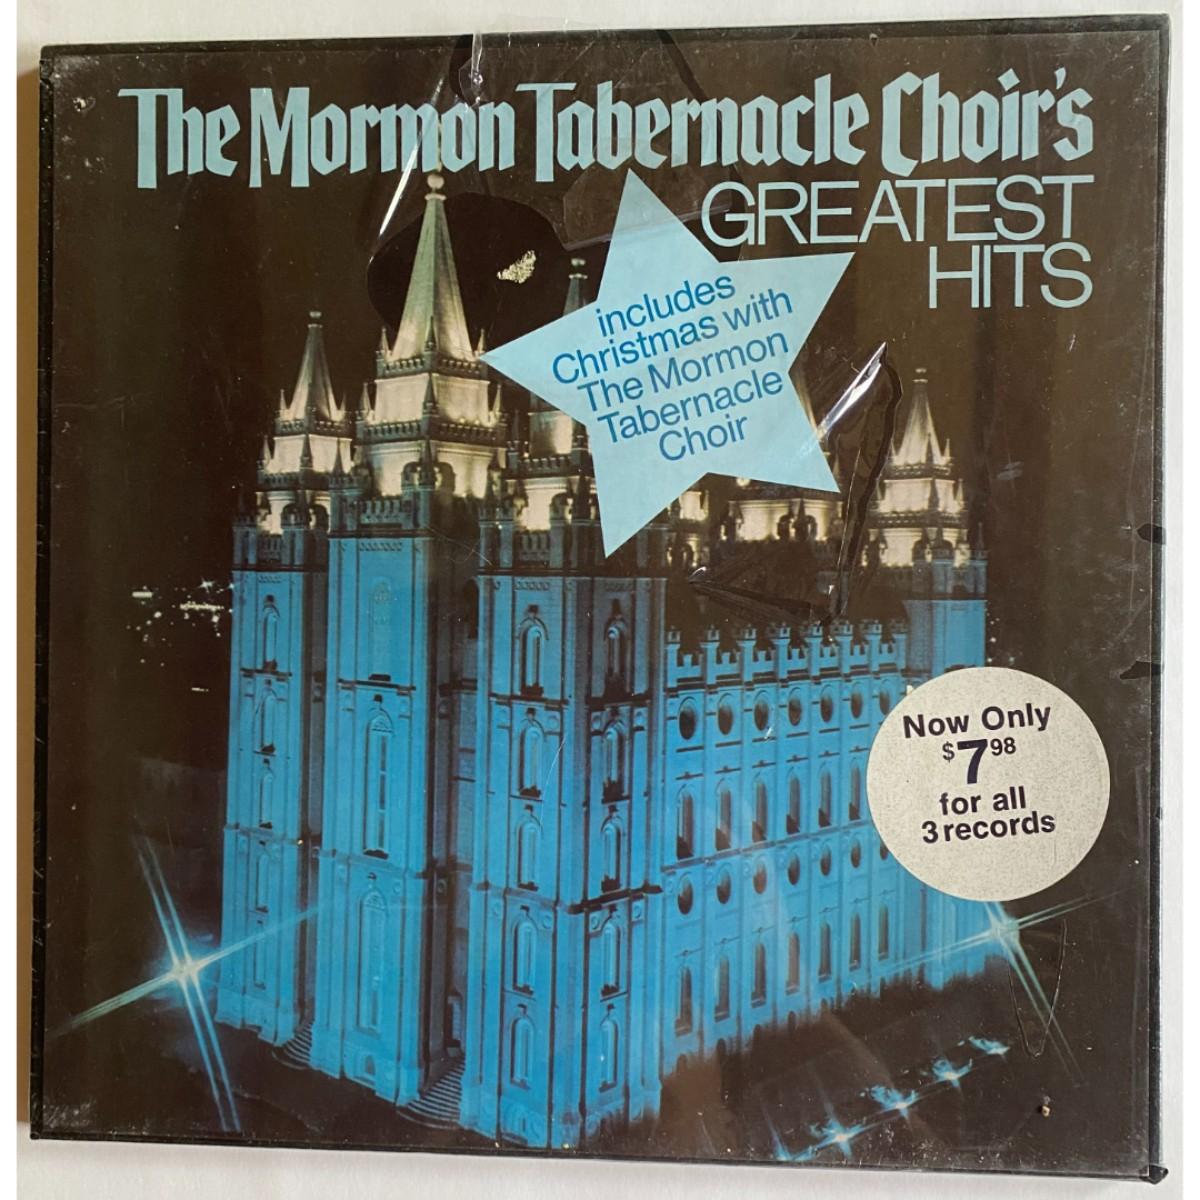 The Mormon Tabernacle Choir's
GREATEST
HITS
includes
Christmas with
The Mormon
Tabernacle
Choir
Now Only
$7.98
for all
3 records